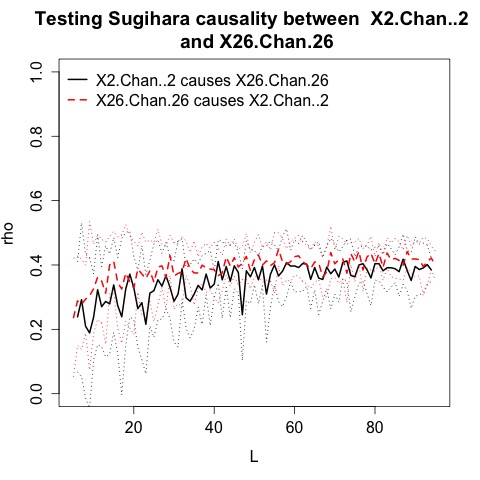 Testing Sugihara causality between  X2.Chan..2
and X26.Chan.26
X2.Chan..2 causes X26.Chan.26
X26.Chan.26 causes X2.Chan..2
rho
1.0
0.8
0.6
0.4
0.2
0.0
20 40 60 80
L